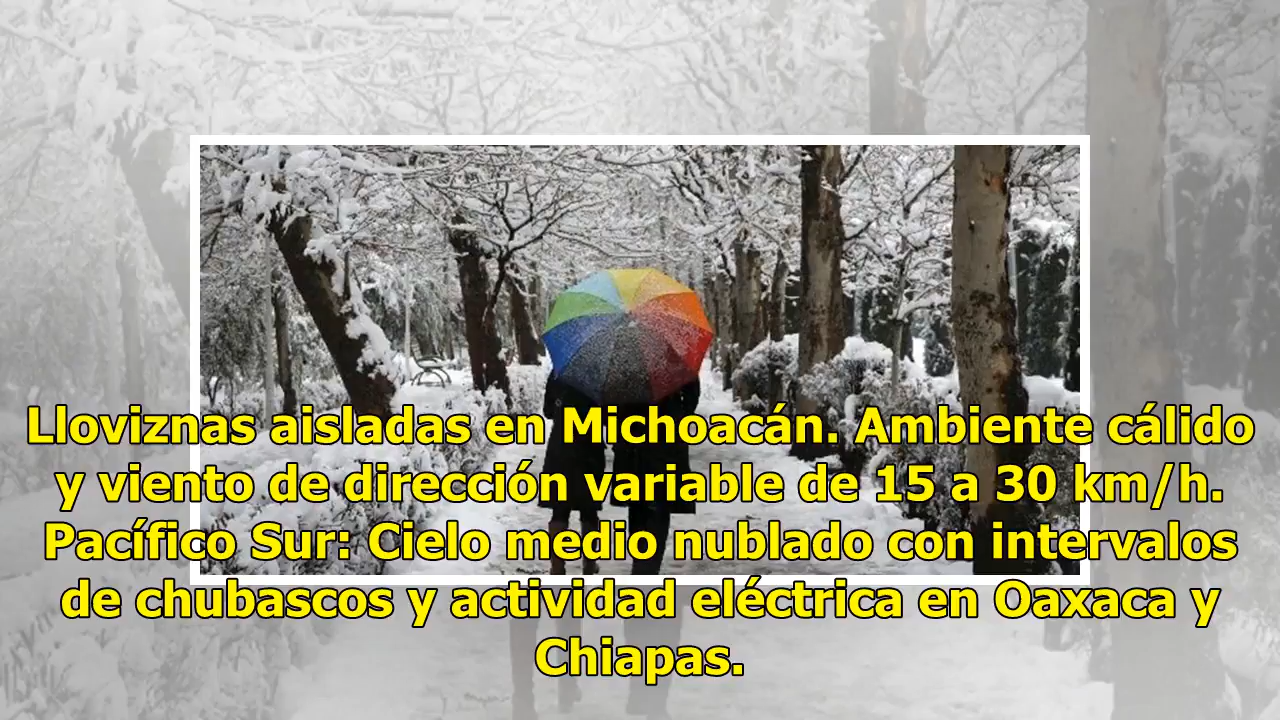 Lloviznas aisladas en Michoacán. Ambiente cálido
y viento de dirección variable de 15 a 30 km/h.
Pacífico Sur: Cielo medio nublado con intervalos
de chubascos y actividad eléctrica en Oaxaca y
Chiapas.